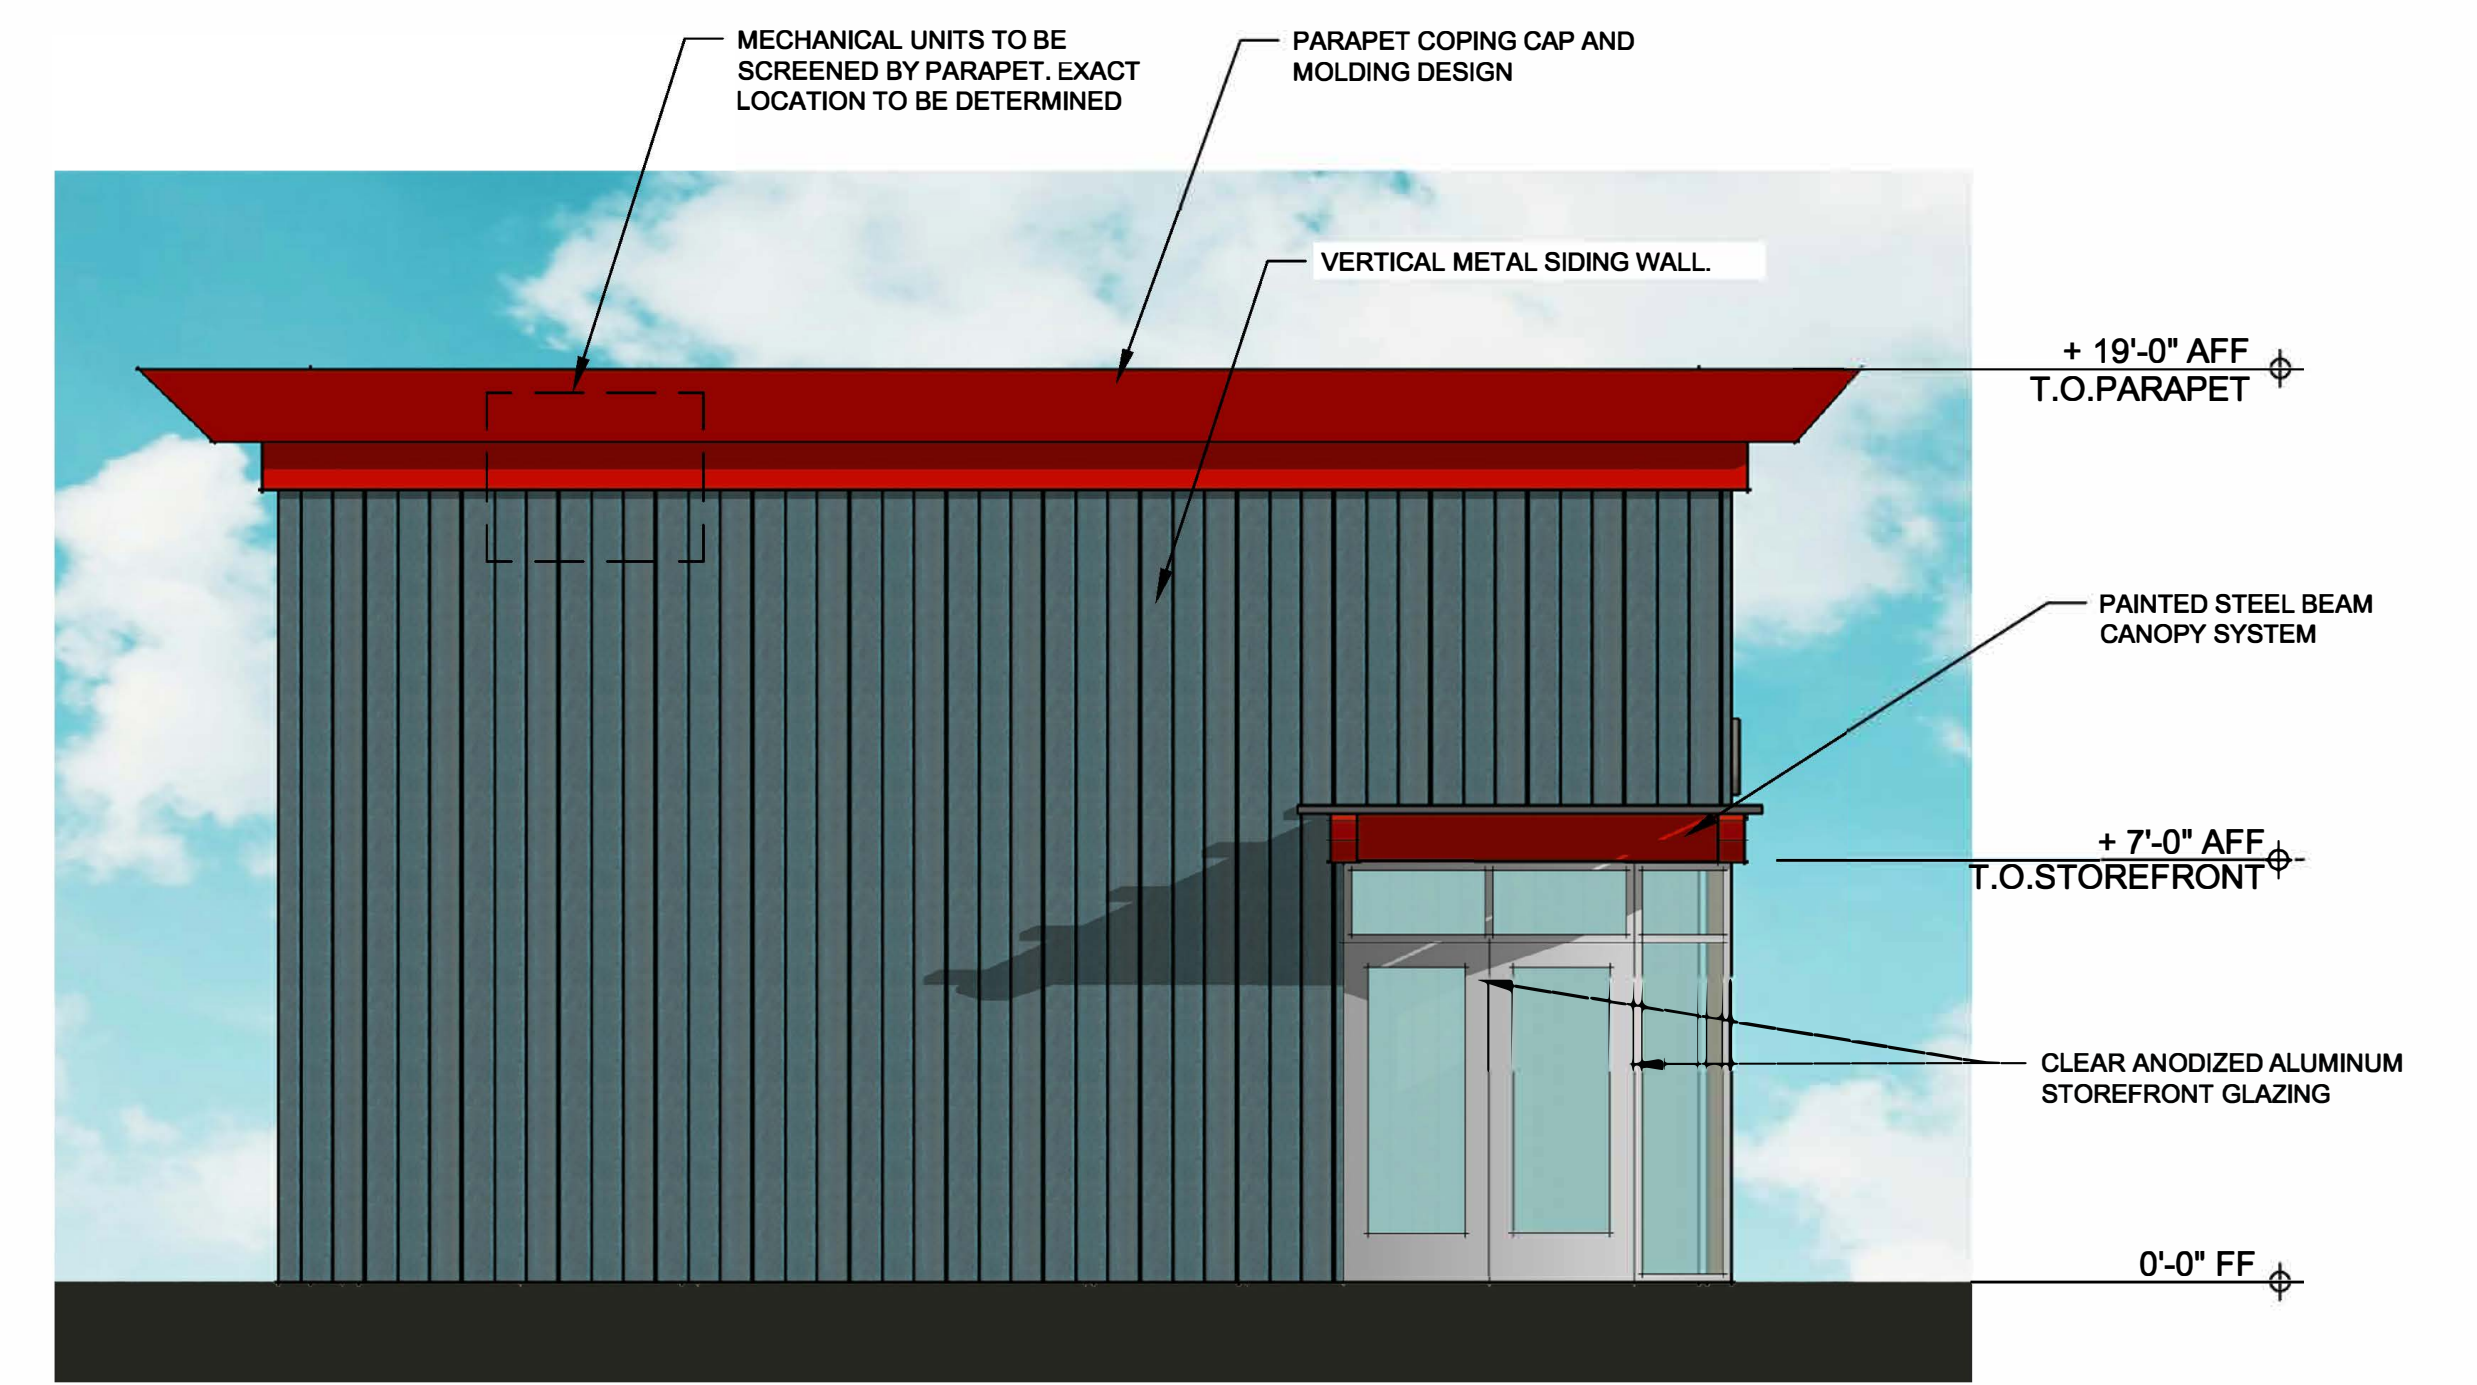 MECHANICAL UNITS TO BE
SCREENED BY PARAPET. EXACT
LOCATION TO BE DETERMINED
PARAPET COPING CAP AND
MOLDING DESIGN
VERTICAL METAL SIDING WALL.
+ 19'-0" AFF
T.O.PARAPET
PAINTED STEEL BEAM
CANOPY SYSTEM
+ 7'-0" AFF
T.O.STOREFRONT
CLEAR ANODIZED ALUMINUM
STOREFRONT GLAZING
0'-0" FF